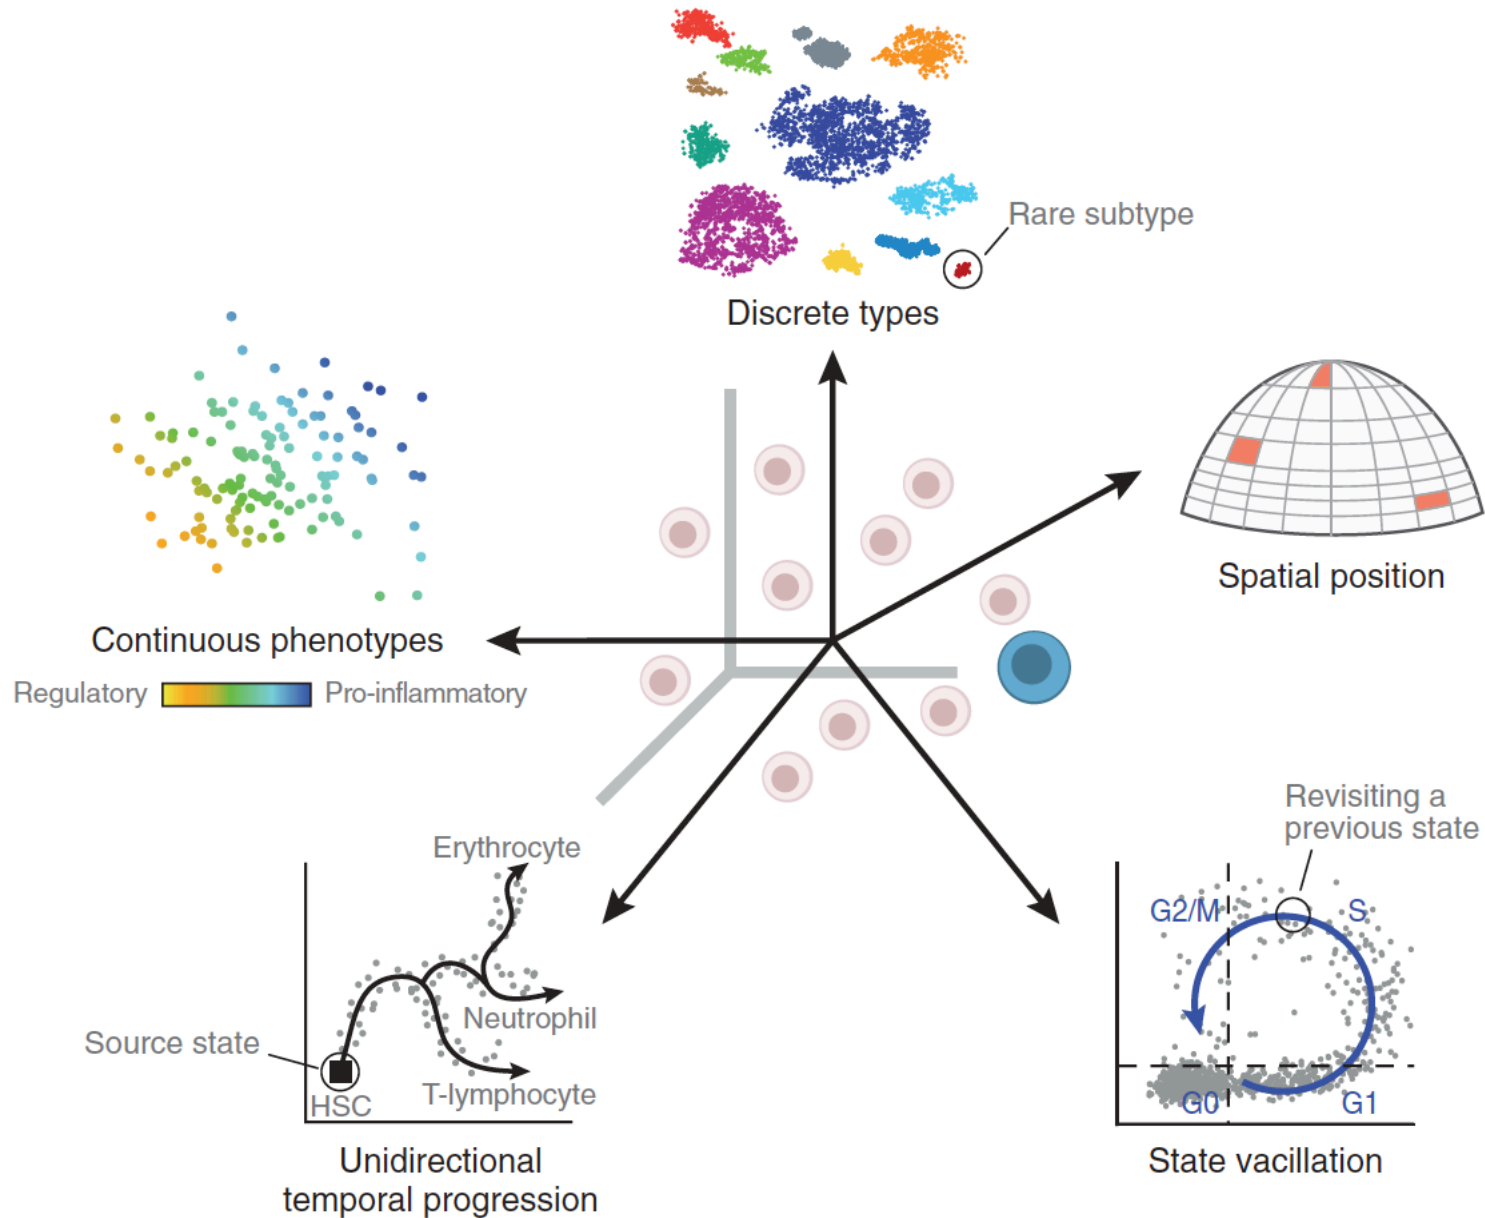 Rare subtype
Discrete types
Spatial position
Continuous phenotypes
Regulatory
Pro-inflammatory
Erythrocyte
Neutrophil
T-lymphocyte
Source state
HSC
Unidirectional
temporal progression
Revisiting a
previous state
G2/M
S
G0
G1
State vacillation